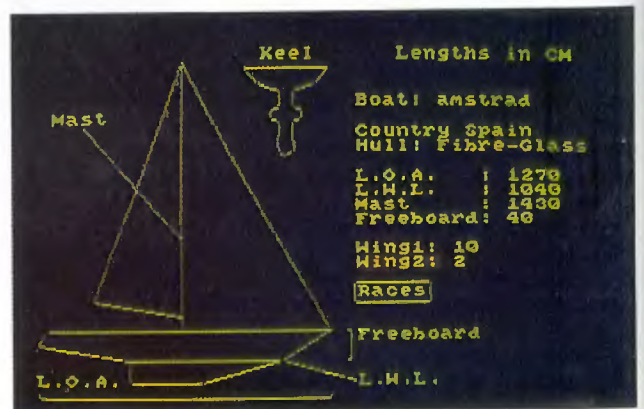 Keel
Lengths in CM
Mast
Boat: amstrad
Country Spain
Hull: Fibre-Glass
L.O.A. : 1270
L.W.L. : 1040
Mast : 1430
Freeboard: 40
Wing1: 10
Wing2: 2
Races
Freeboard
L.O.A.
L.W.L.